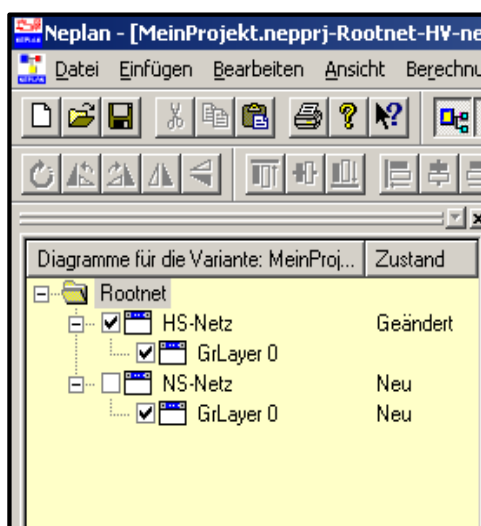 Neplan - [MeinProjekt.nepprj-Rootnet-HV-ne
Datei Einfügen Bearbeiten Ansicht Berechnu
Diagramme für die Variante: MeinProj... Zustand
Rootnet
HS-Netz Geändert
GrLayer 0
NS-Netz Neu
GrLayer 0 Neu